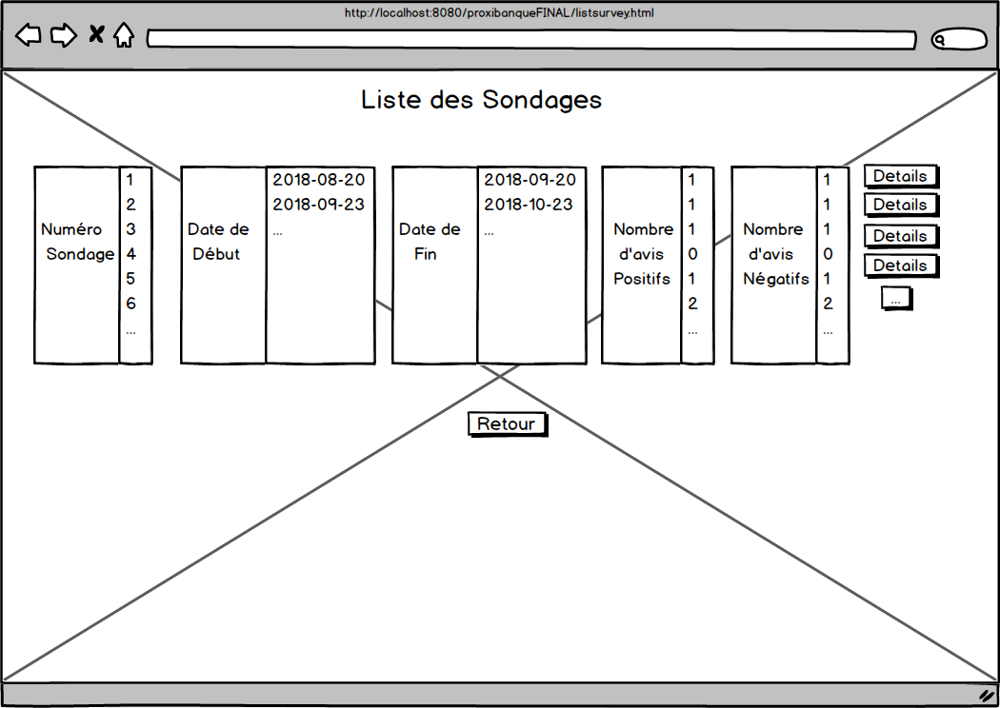 http://localhost:8080/proxibanqueFINAL/listsurvey.html
Liste des Sondages
Numéro
Sondage
1
2
3
4
5
6
...
Date de
Début
2018-08-20
2018-09-23
...
Date de
Fin
2018-09-20
2018-10-23
...
Nombre
d'avis
Positifs
1
1
1
0
1
2
...
Nombre
d'avis
Négatifs
1
1
1
0
1
2
...
Details
Details
Details
Details
...
Retour